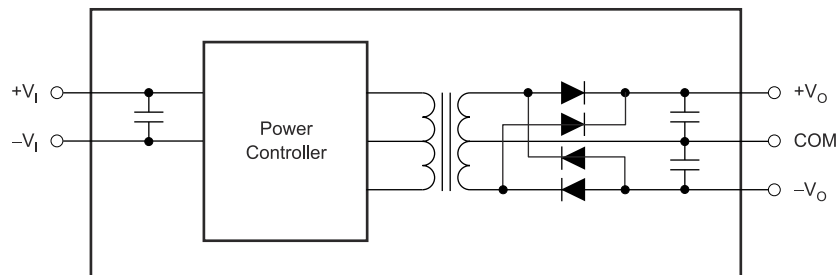 +V_I
–V_I
Power
Controller
+V_O
COM
–V_O